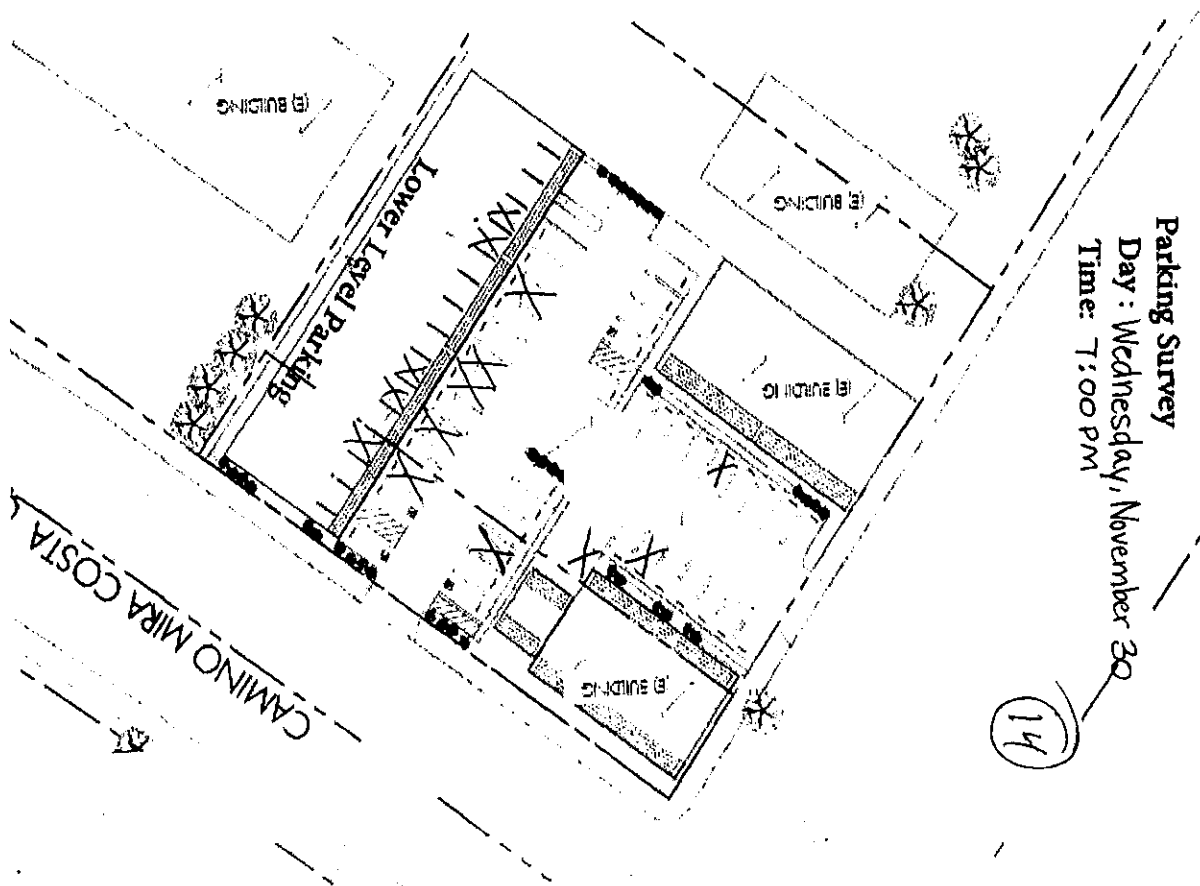 Parking Survey
Day: Wednesday, November 30
Time: 7:00 PM
14
(E) BUILDING
(E) BUILDING
(E) BUILDING
(E) BUILDING
Lower Level Parking
CAMINO MIRA COSTA